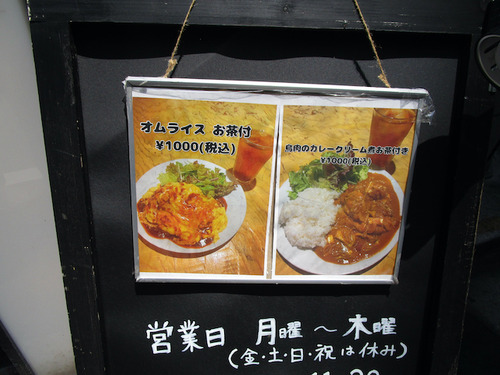 オムライス お茶付
¥1000(税込)
鳥肉のカレークリーム煮お茶付き
¥1000(税込)
営業日 月曜 ～ 木曜
(金・土・日・祝は休み)